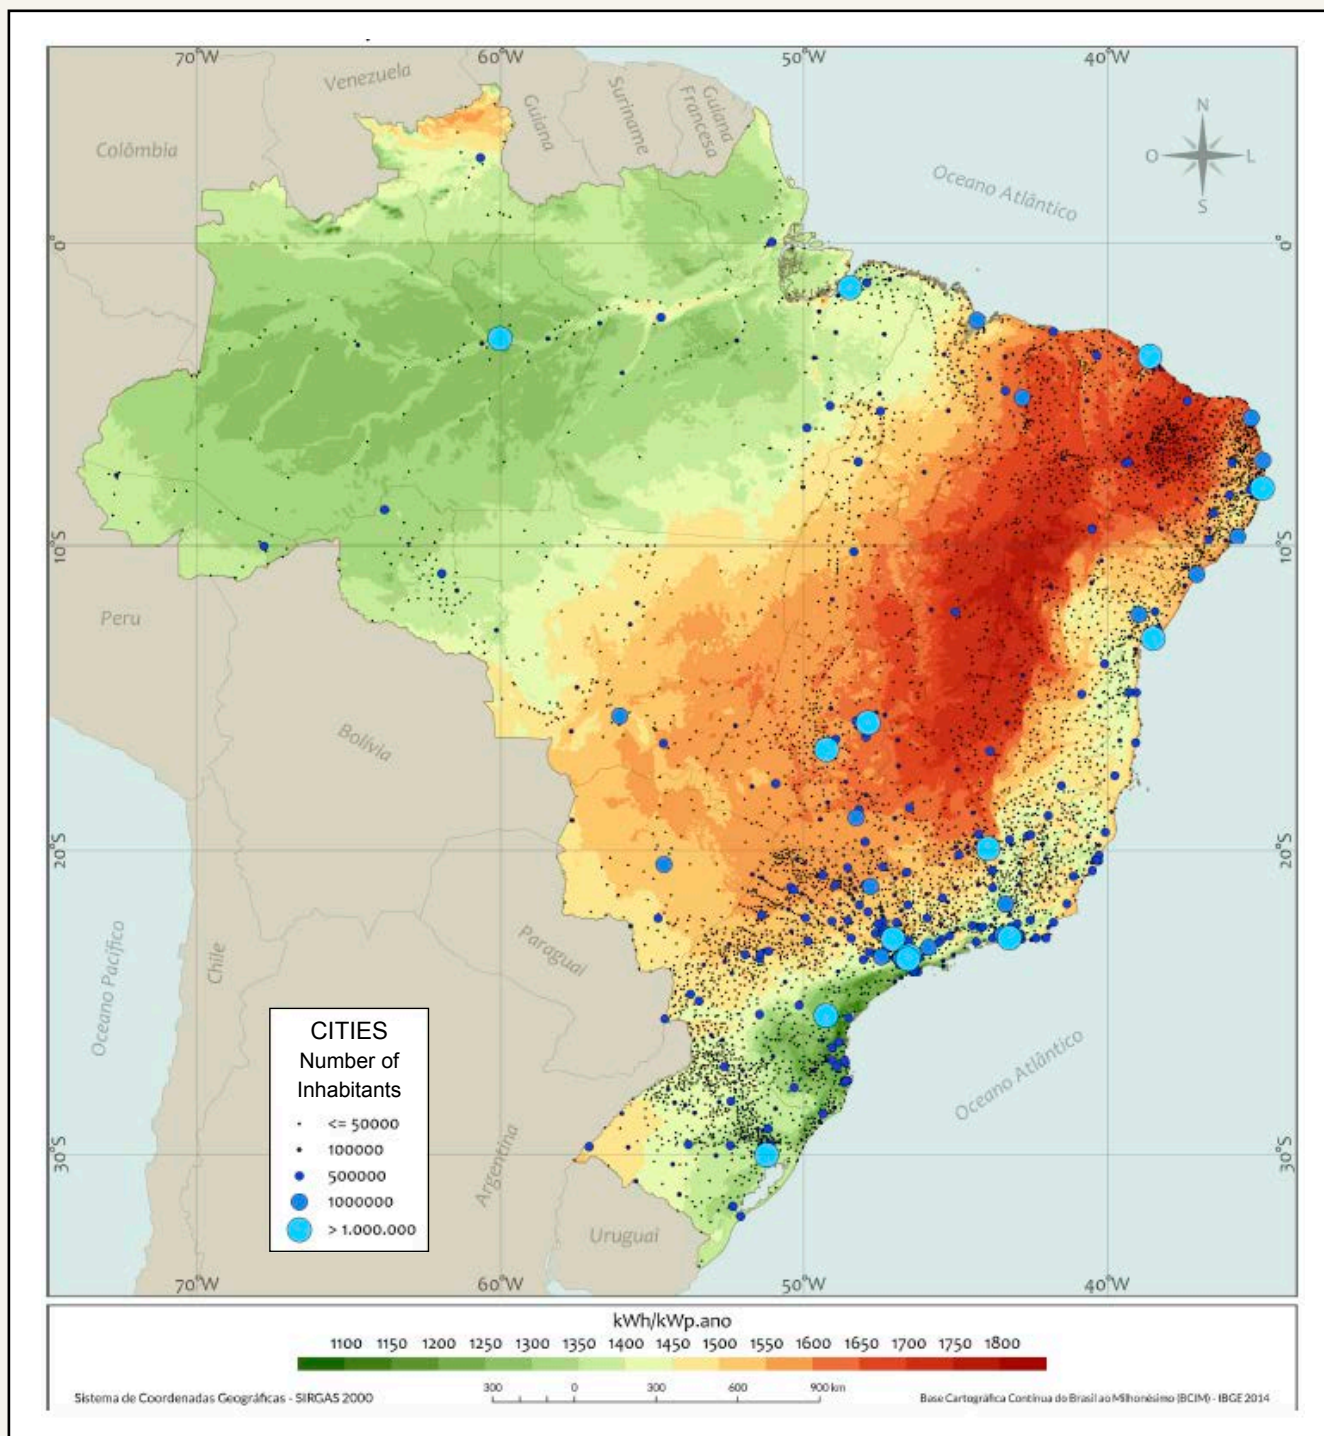 70°W 60°W 50°W 40°W
Venezuela
Guiana
Suriname
Guiana
Francesa
Colômbia
N
O L
S
Oceano Atlântico
0° 0°
10°S 10°S
Peru
Bolívia
20°S 20°S
Oceano Pacífico
Chile
Paraguai
CITIES
Number of
Inhabitants
<= 50000
100000
500000
1000000
> 1.000.000
Oceano Atlântico
Argentina
30°S 30°S
Uruguai
70°W 60°W 50°W 40°W
kWh/kWp.ano
1100 1150 1200 1250 1300 1350 1400 1450 1500 1550 1600 1650 1700 1750 1800
Sistema de Coordenadas Geográficas - SIRGAS 2000
300 0 300 600 900 km
Base Cartográfica Contínua do Brasil ao Milhonésimo (BCIM) - IBGE 2014